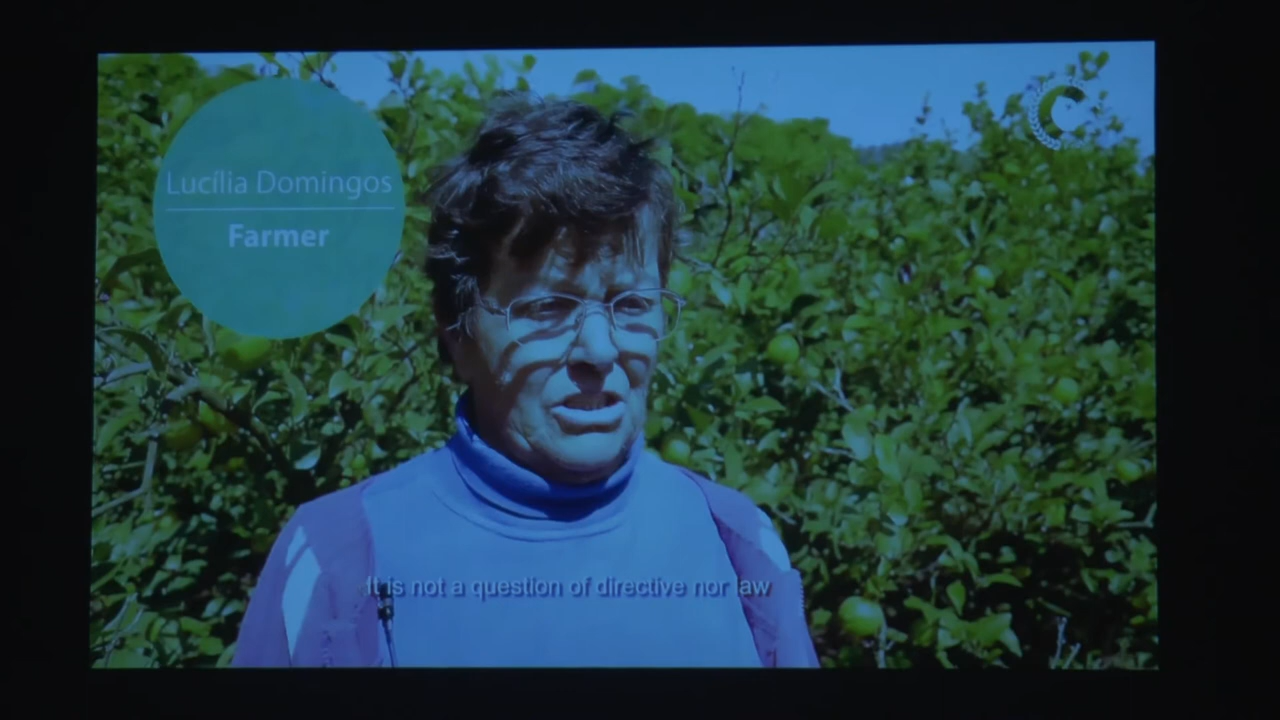 Lucília Domingos
Farmer
It is not a question of directive nor law